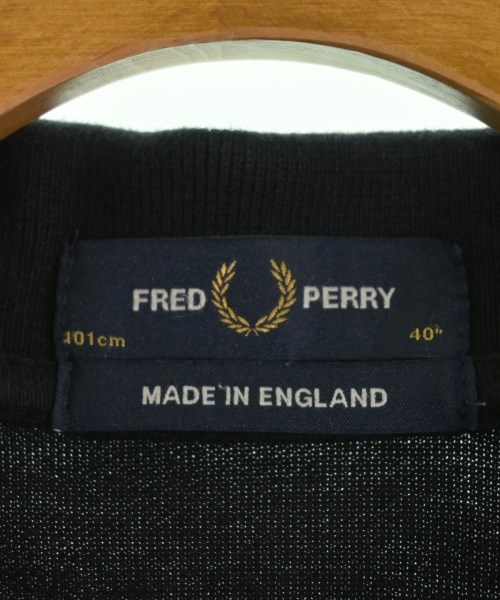 FRED PERRY
101cm 40"
MADE IN ENGLAND